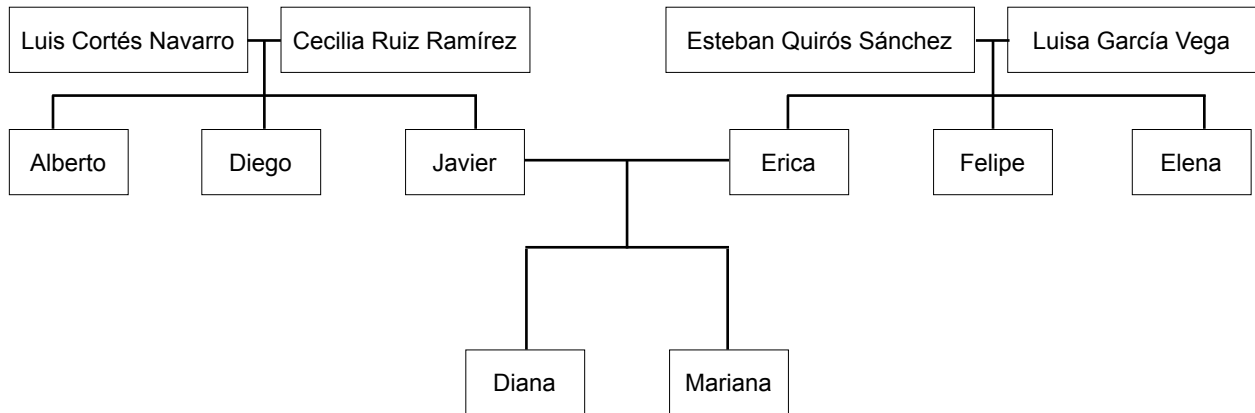 Luis Cortés Navarro
Cecilia Ruiz Ramírez
Esteban Quirós Sánchez
Luisa García Vega
Alberto
Diego
Javier
Erica
Felipe
Elena
Diana
Mariana